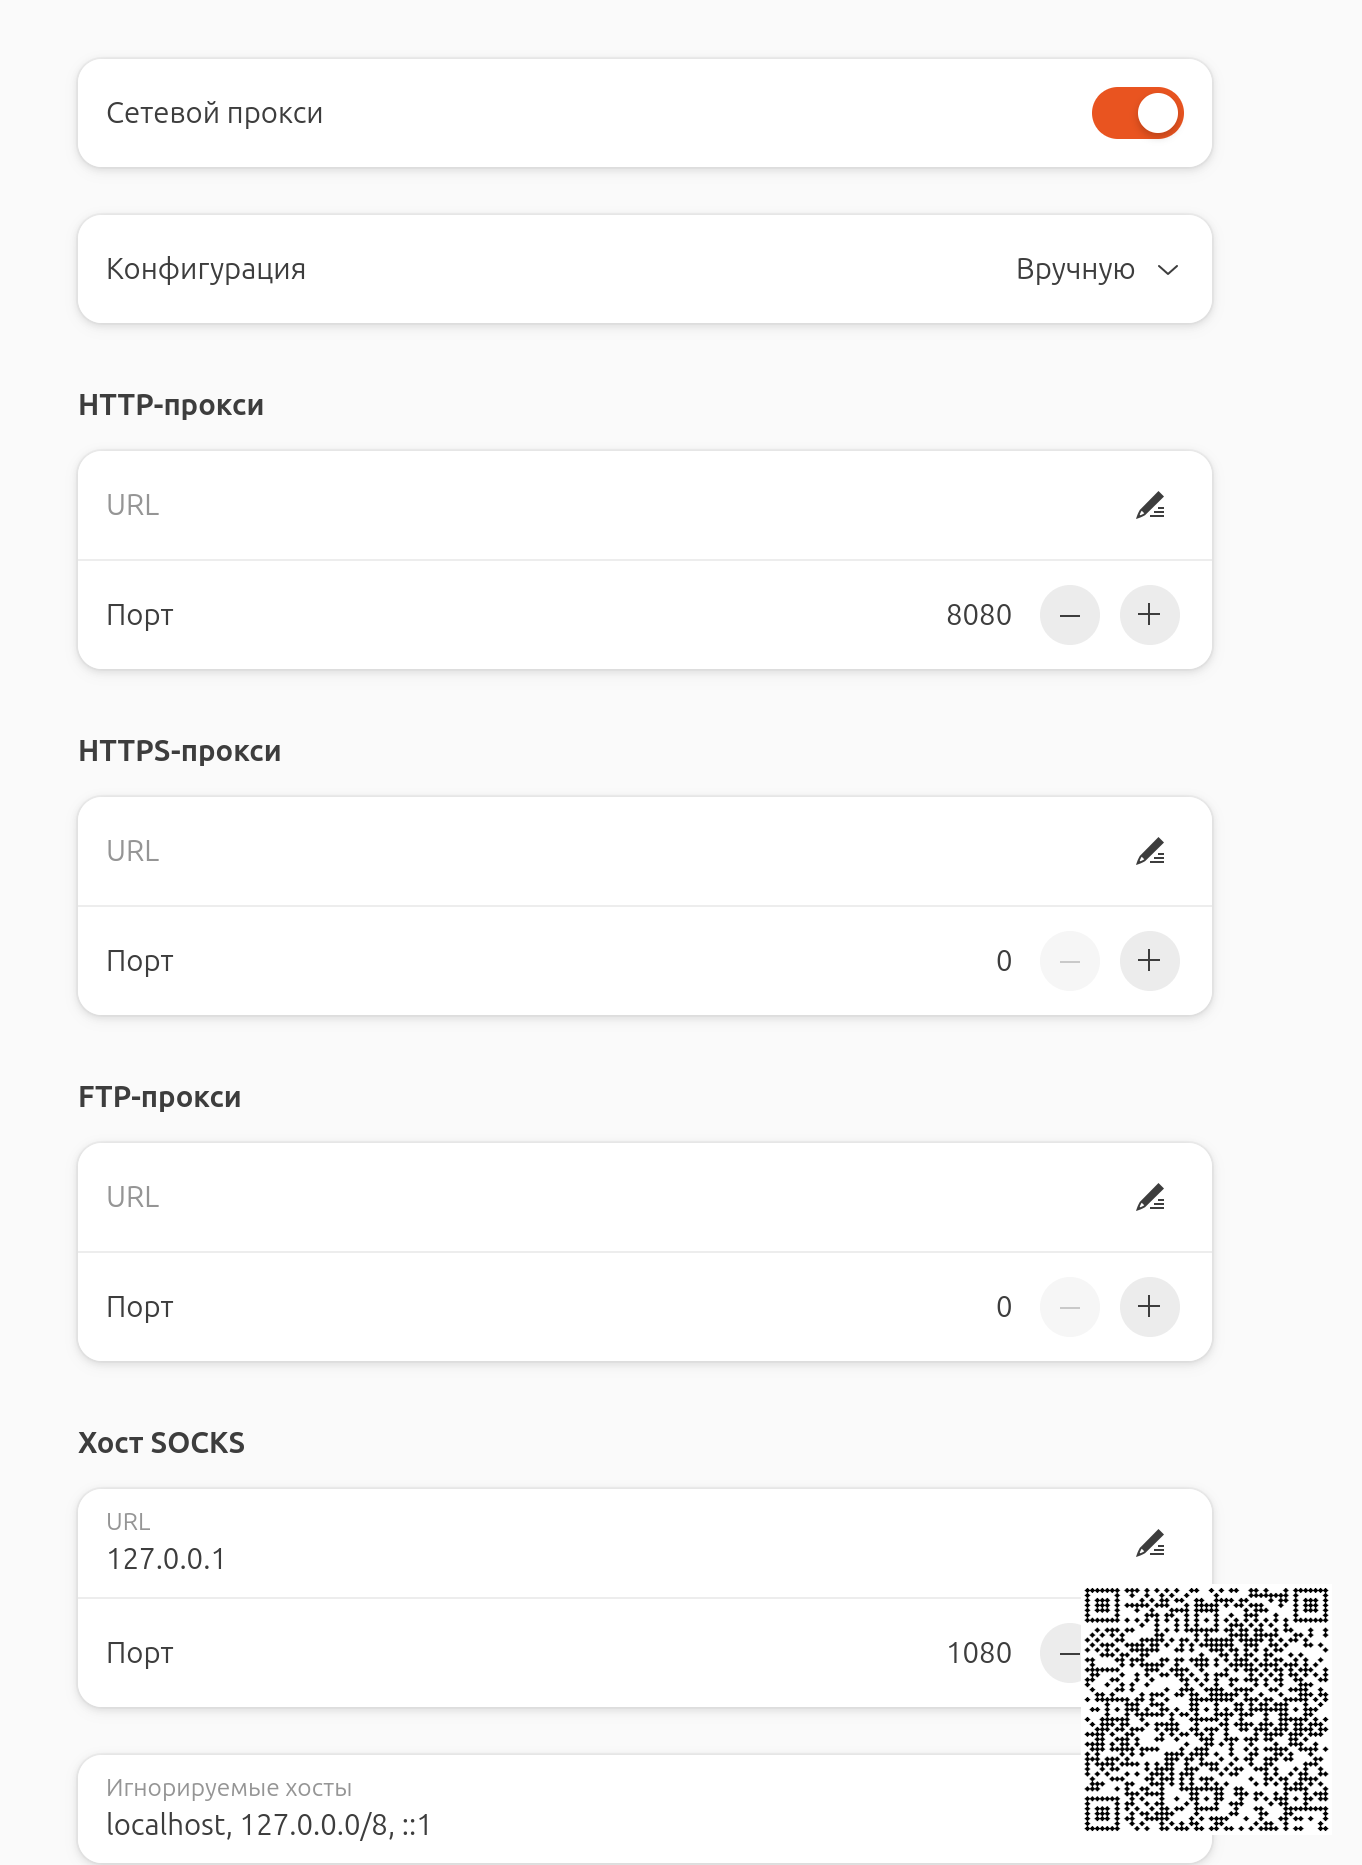 Сетевой прокси
Конфигурация Вручную
HTTP-прокси
URL
Порт 8080
HTTPS-прокси
URL
Порт 0
FTP-прокси
URL
Порт 0
Хост SOCKS
URL
127.0.0.1
Порт 1080
Игнорируемые хосты
localhost, 127.0.0.0/8, ::1